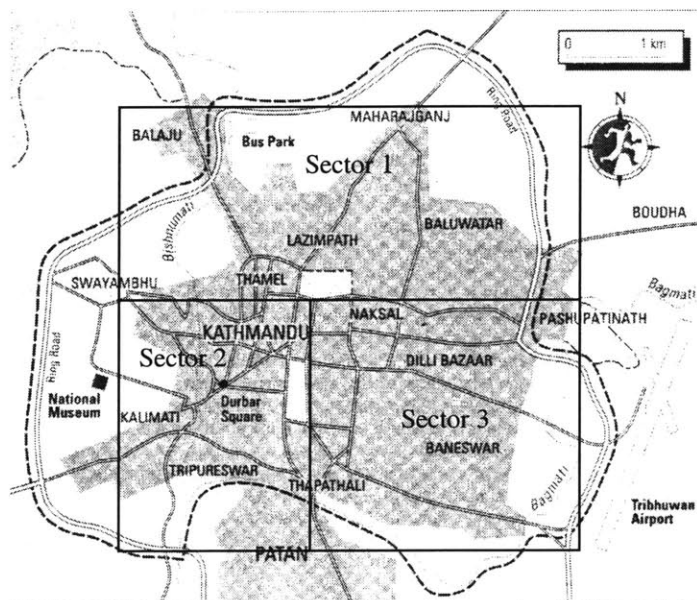 0 1 km
N
MAHARAJGANJ
Ring Road
BALAJU
Bus Park
Sector 1
BALUWATAR
BOUDHA
Bishnumati
LAZIMPATH
SWAYAMBHU
THAMEL
Bagmati
NAKSAL
PASHUPATINATH
KATHMANDU
Ring Road
Sector 2
DILLI BAZAAR
National
Museum
Durbar
Square
KALIMATI
Sector 3
BANESWAR
TRIPURESWAR
THAPATHALI
Bagmati
Tribhuwan
Airport
PATAN